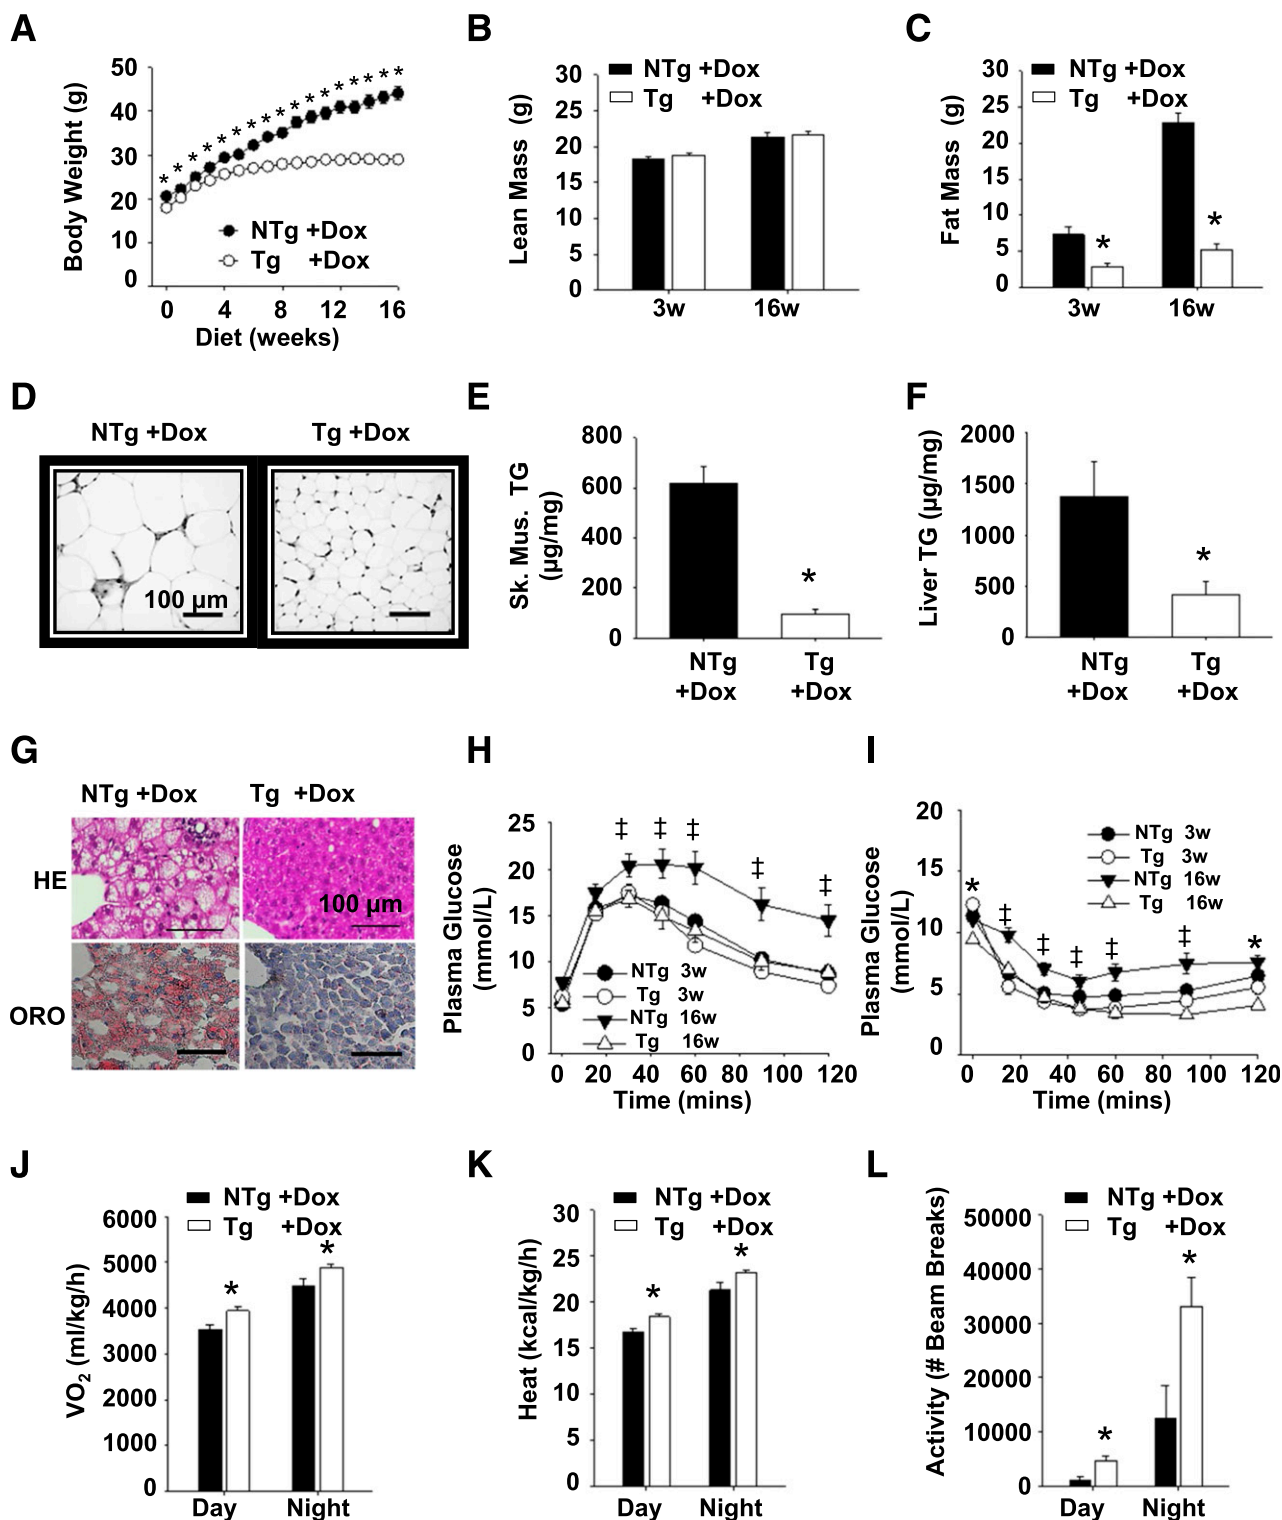 A
Body Weight (g)
50
40
30
20
10
0
* * * * * * * * * * * * * * * * *
NTg +Dox
Tg +Dox
0 4 8 12 16
Diet (weeks)
B
Lean Mass (g)
30
25
20
15
10
5
0
NTg +Dox
Tg +Dox
3w 16w
C
Fat Mass (g)
30
25
20
15
10
5
0
NTg +Dox
Tg +Dox
*
*
3w 16w
D
NTg +Dox Tg +Dox
100 µm
E
Sk. Mus. TG
(µg/mg)
800
600
400
200
0
*
NTg Tg
+Dox +Dox
F
Liver TG (µg/mg)
2000
1500
1000
500
0
*
NTg Tg
+Dox +Dox
G
NTg +Dox Tg +Dox
HE
100 µm
ORO
H
Plasma Glucose
(mmol/L)
25
20
15
10
5
0
‡ ‡ ‡ ‡ ‡
NTg 3w
Tg 3w
NTg 16w
Tg 16w
0 20 40 60 80 100 120
Time (mins)
I
Plasma Glucose
(mmol/L)
20
15
10
5
0
NTg 3w
Tg 3w
NTg 16w
Tg 16w
* ‡ ‡ ‡ ‡ ‡ *
0 20 40 60 80 100 120
Time (mins)
J
VO2 (ml/kg/h)
6000
5000
4000
3000
2000
1000
0
NTg +Dox
Tg +Dox
*
*
Day Night
K
Heat (kcal/kg/h)
30
25
20
15
10
5
0
NTg +Dox
Tg +Dox
*
*
Day Night
L
Activity (# Beam Breaks)
50000
40000
30000
20000
10000
0
NTg +Dox
Tg +Dox
*
*
Day Night